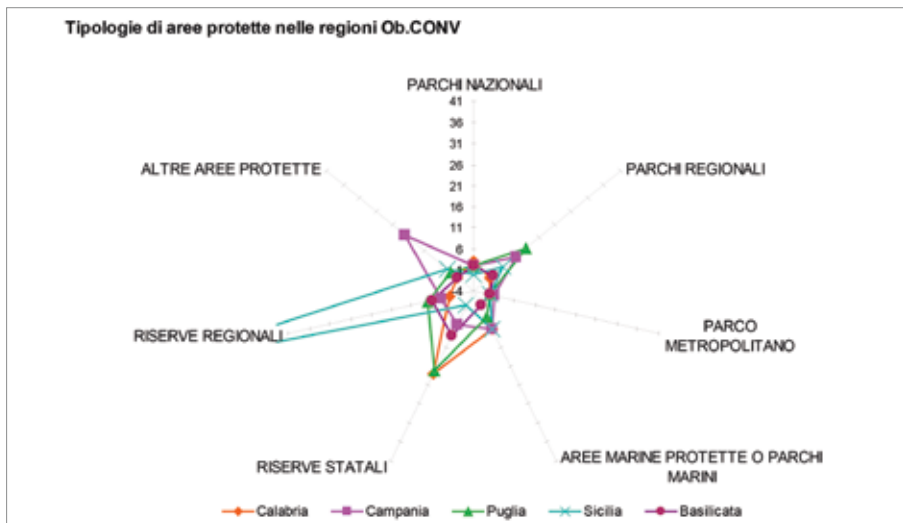 Tipologie di aree protette nelle regioni Ob.CONV
PARCHI NAZIONALI
41
36
31
26
21
16
11
6
1
-4
ALTRE AREE PROTETTE
PARCHI REGIONALI
RISERVE REGIONALI
PARCO
METROPOLITANO
RISERVE STATALI
AREE MARINE PROTETTE O PARCHI
MARINI
Calabria Campania Puglia Sicilia Basilicata